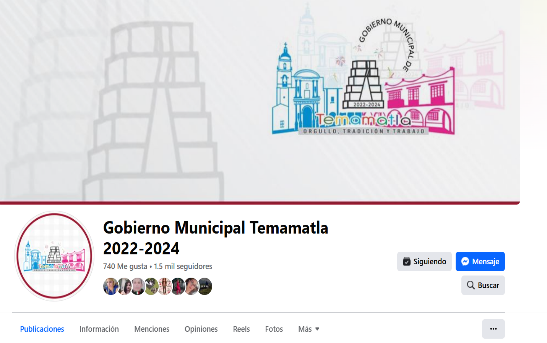 GOBIERNO MUNICIPAL DE
2022-2024
Temamatla
ORGULLO, TRADICIÓN Y TRABAJO
Gobierno Municipal Temamatla
2022-2024
740 Me gusta • 1.5 mil seguidores
Siguiendo
Mensaje
Buscar
Publicaciones Información Menciones Opiniones Reels Fotos Más